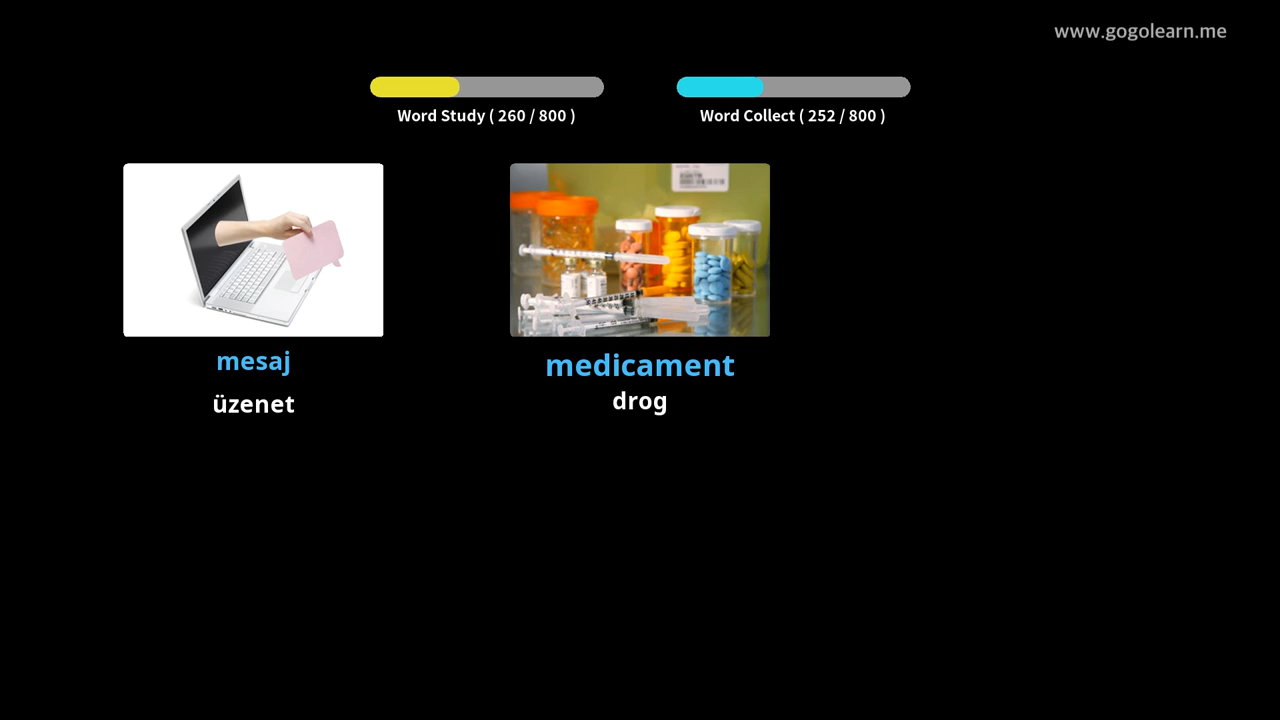 www.gogolearn.me
Word Study ( 260 / 800 )
Word Collect ( 252 / 800 )
mesaj
üzenet
medicament
drog